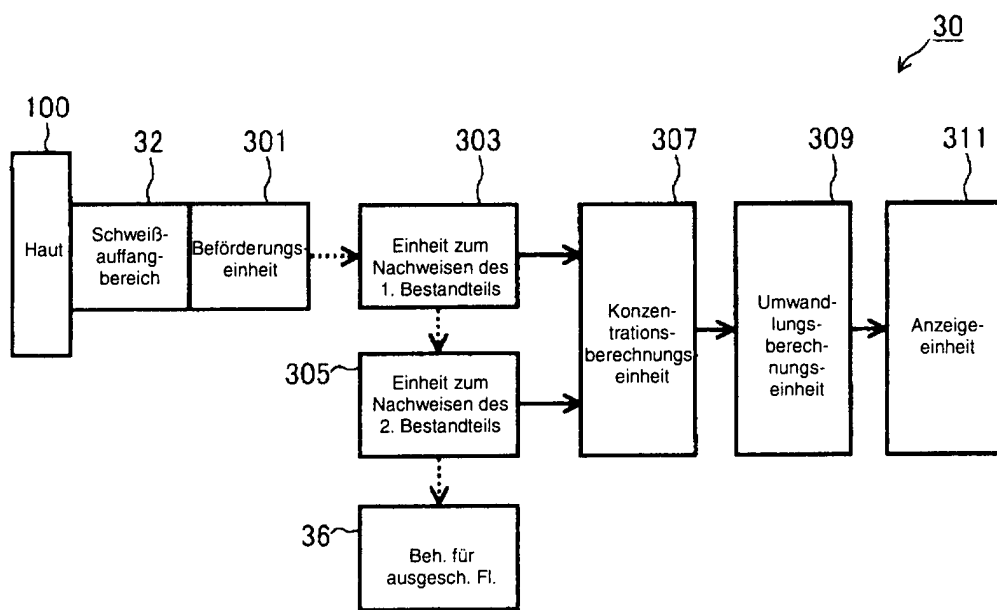 30
100
32
301
303
307
309
311
Haut
Schweiß-
auffang-
bereich
Beförderungs-
einheit
Einheit zum
Nachweisen des
1. Bestandteils
Konzen-
trations-
berechnungs-
einheit
Umwand-
lungs-
berech-
nungs-
einheit
Anzeige-
einheit
305
Einheit zum
Nachweisen des
2. Bestandteils
36
Beh. für
ausgesch. Fl.